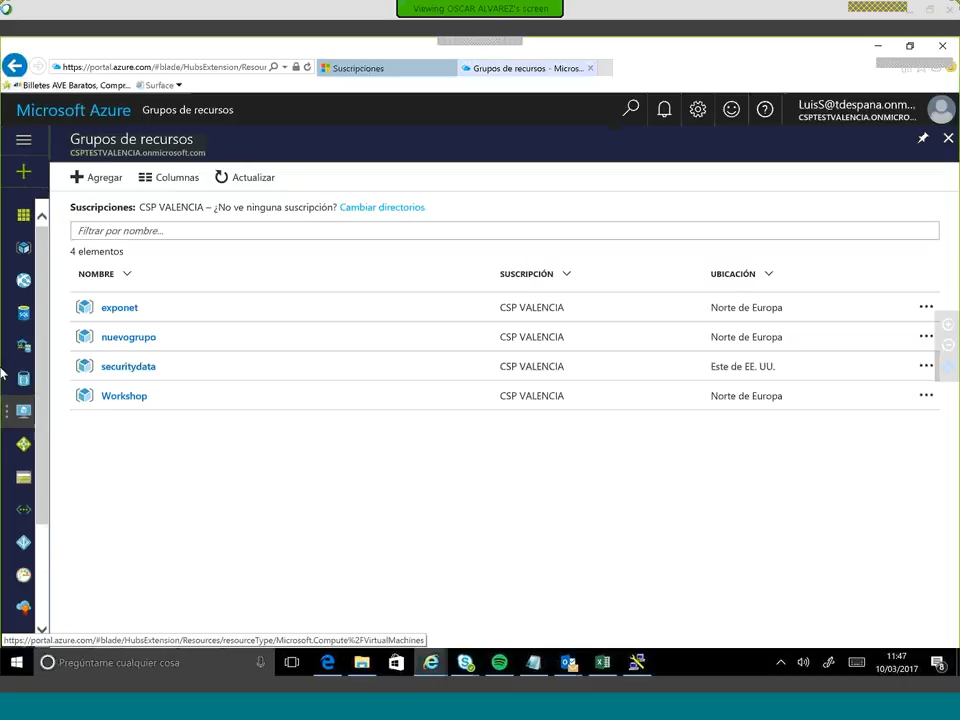 Viewing OSCAR ALVAREZ's screen
https://portal.azure.com/#blade/HubsExtension/Resour
Suscripciones
Grupos de recursos - Micros...
Billetes AVE Baratos, Compr...
Surface
Microsoft Azure
Grupos de recursos
LuisS@tdespana.onm...
CSPTESTVALENCIA.ONMICRO...
Grupos de recursos
CSPTESTVALENCIA.onmicrosoft.com
Agregar
Columnas
Actualizar
Suscripciones: CSP VALENCIA – ¿No ve ninguna suscripción? Cambiar directorios
Filtrar por nombre...
4 elementos
NOMBRE
SUSCRIPCIÓN
UBICACIÓN
exponet
CSP VALENCIA
Norte de Europa
nuevogrupo
CSP VALENCIA
Norte de Europa
securitydata
CSP VALENCIA
Este de EE. UU.
Workshop
CSP VALENCIA
Norte de Europa
SQL
https://portal.azure.com/#blade/HubsExtension/Resources/resourceType/Microsoft.Compute%2FVirtualMachines
Pregúntame cualquier cosa
11:47
10/03/2017
8